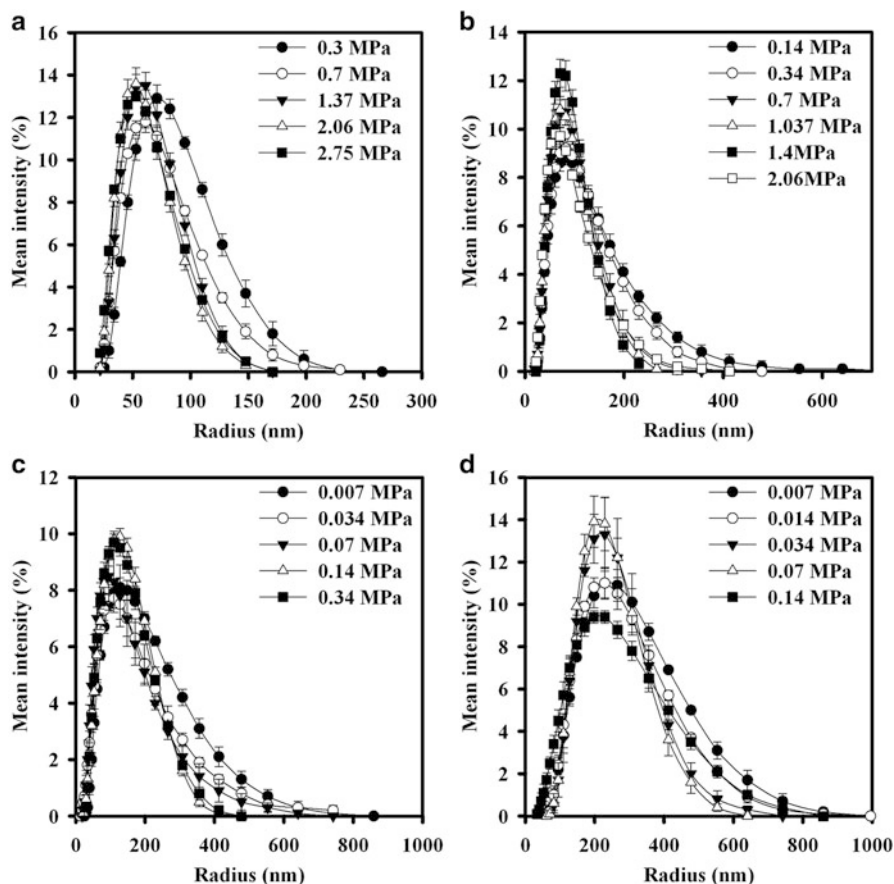 a
16
14
12
10
8
6
4
2
0
Mean intensity (%)
0.3 MPa
0.7 MPa
1.37 MPa
2.06 MPa
2.75 MPa
0 50 100 150 200 250 300
Radius (nm)
b
14
12
10
8
6
4
2
0
Mean intensity (%)
0.14 MPa
0.34 MPa
0.7 MPa
1.037 MPa
1.4MPa
2.06MPa
0 200 400 600
Radius (nm)
c
12
10
8
6
4
2
0
Mean intensity (%)
0.007 MPa
0.034 MPa
0.07 MPa
0.14 MPa
0.34 MPa
0 200 400 600 800 1000
Radius (nm)
d
16
14
12
10
8
6
4
2
0
Mean intensity (%)
0.007 MPa
0.014 MPa
0.034 MPa
0.07 MPa
0.14 MPa
0 200 400 600 800 1000
Radius (nm)